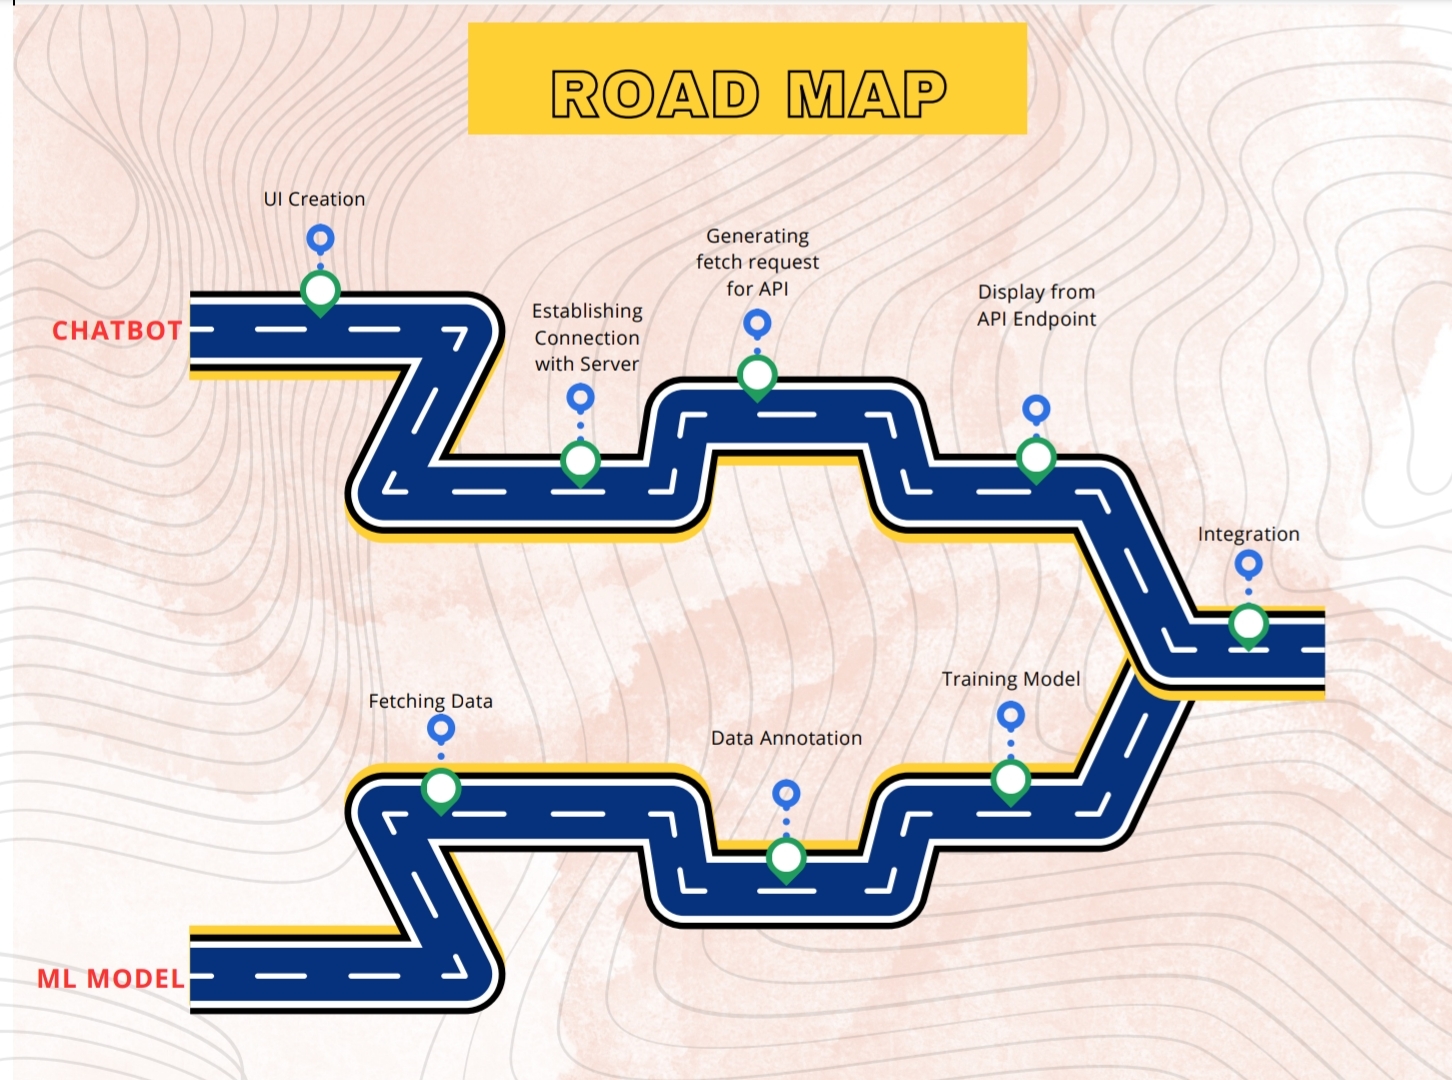 ROAD MAP
UI Creation
Generating
fetch request
for API
Display from
API Endpoint
Establishing
Connection
with Server
CHATBOT
Integration
Training Model
Fetching Data
Data Annotation
ML MODEL